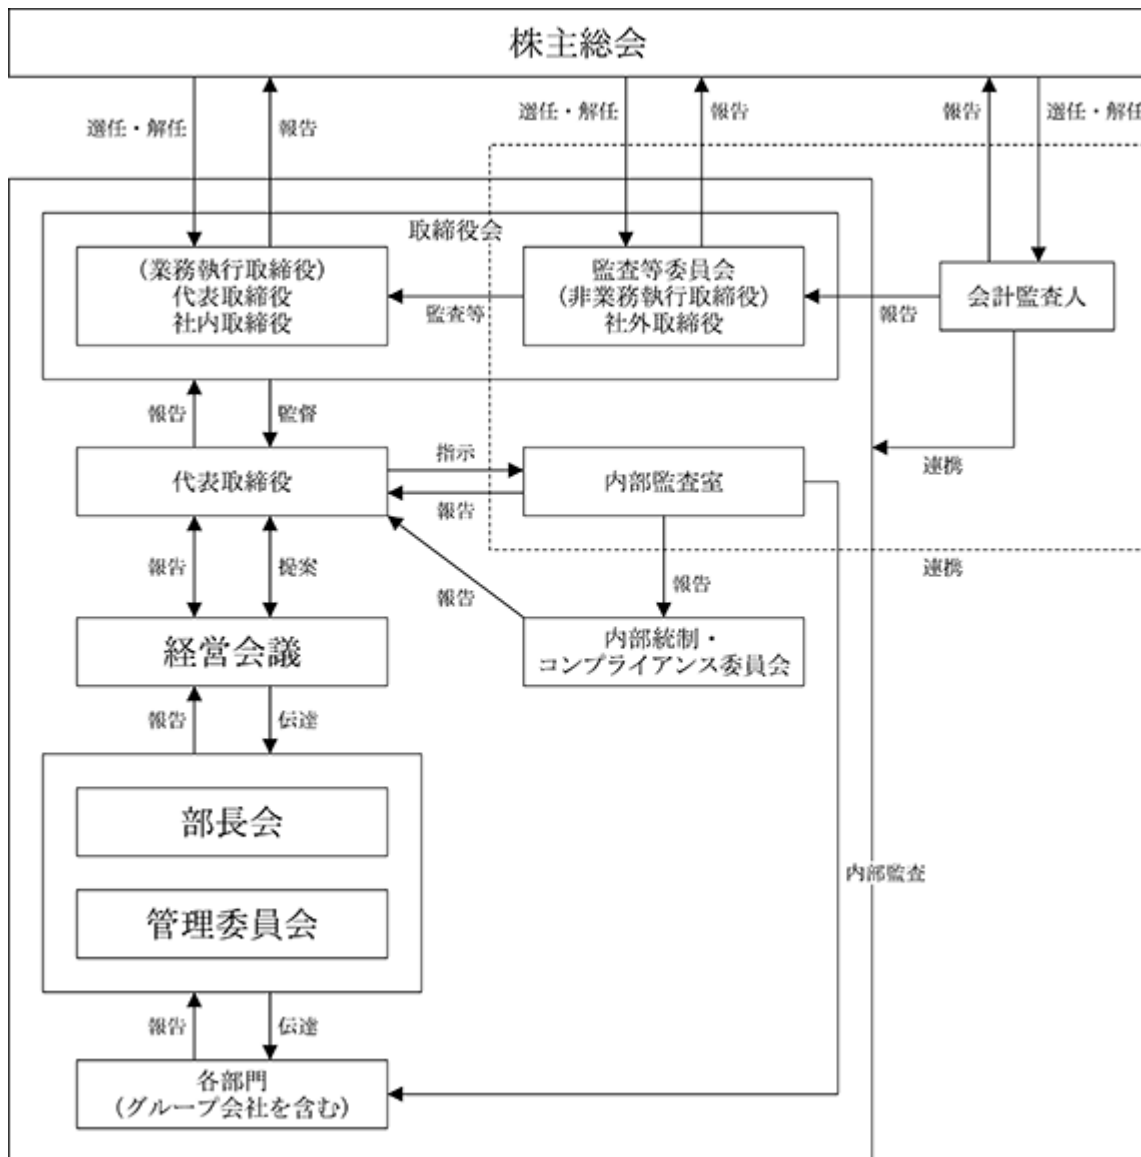 株主総会
選任・解任
報告
選任・解任
報告
報告
選任・解任
取締役会
(業務執行取締役)
代表取締役
社内取締役
監査等
監査等委員会
(非業務執行取締役)
社外取締役
報告
会計監査人
報告
監督
連携
代表取締役
指示
報告
内部監査室
連携
報告
提案
報告
報告
経営会議
内部統制・
コンプライアンス委員会
報告
伝達
部長会
管理委員会
内部監査
報告
伝達
各部門
(グループ会社を含む)